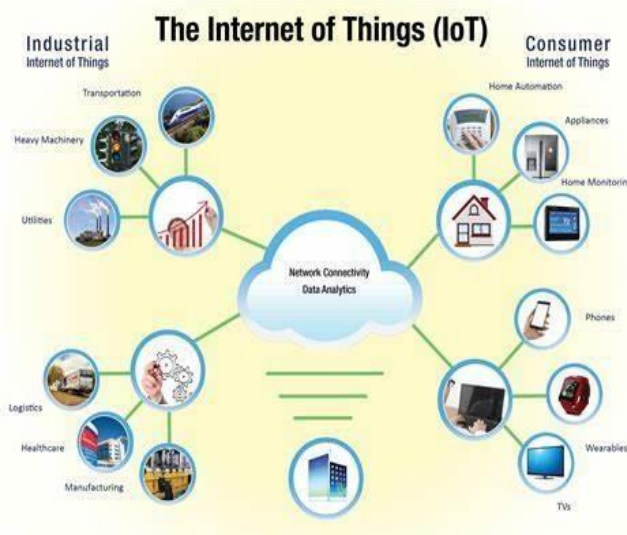 The Internet of Things (IoT)
Industrial
Internet of Things
Consumer
Internet of Things
Transportation
Heavy Machinery
Utilities
Home Automation
Appliances
Home Monitoring
Network Connectivity
Data Analytics
Logistics
Healthcare
Manufacturing
Phones
Wearables
TVs